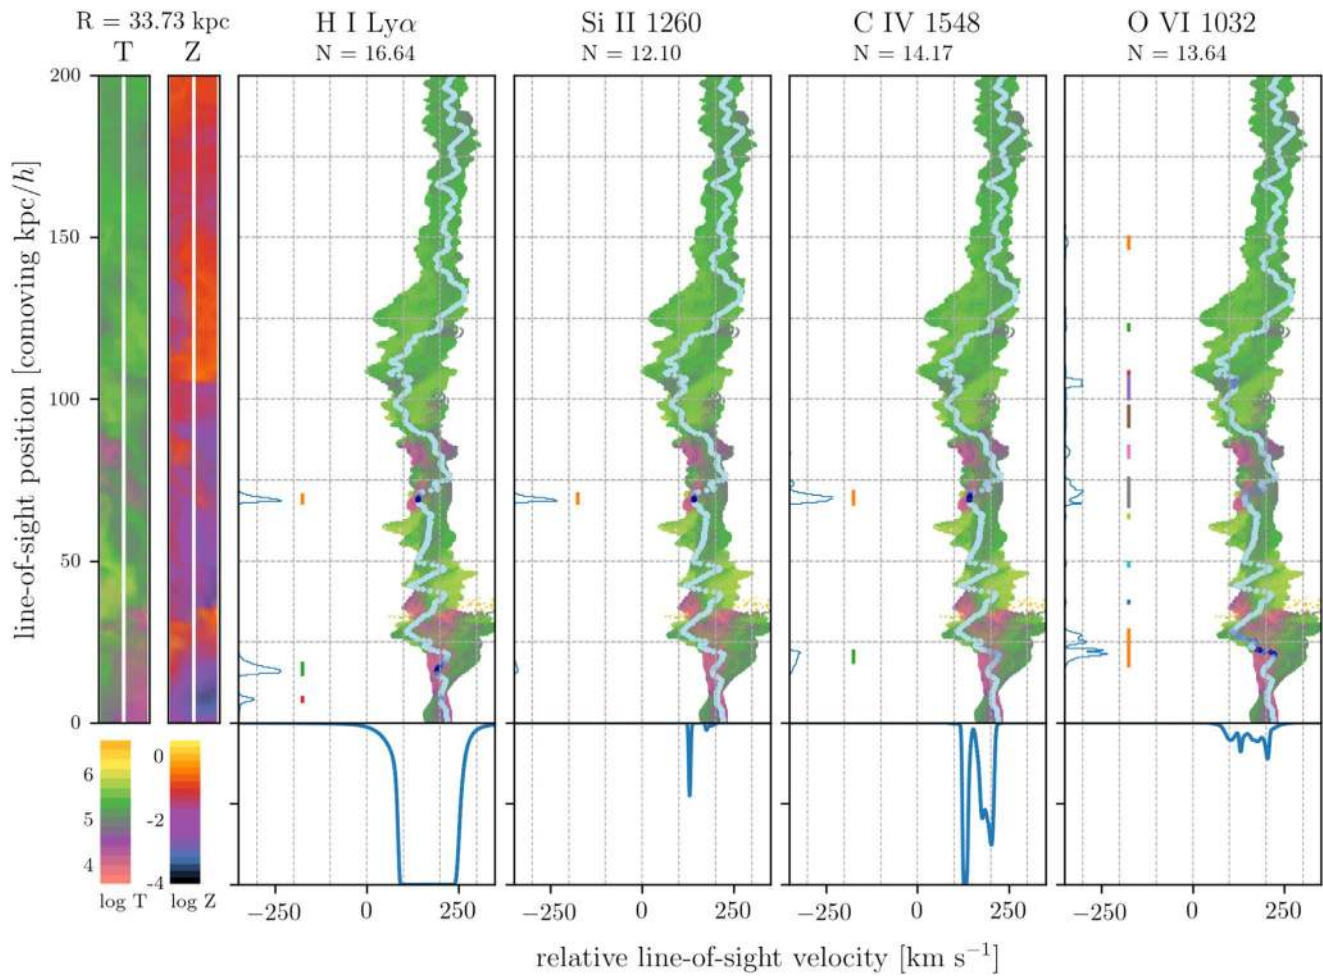 R = 33.73 kpc
T Z
H I Lyα
N = 16.64
Si II 1260
N = 12.10
C IV 1548
N = 14.17
O VI 1032
N = 13.64
line-of-sight position [comoving kpc/h]
200
150
100
50
0
6
5
4
log T
0
-2
-4
log Z
−250 0 250
−250 0 250
−250 0 250
−250 0 250
relative line-of-sight velocity [km s⁻¹]